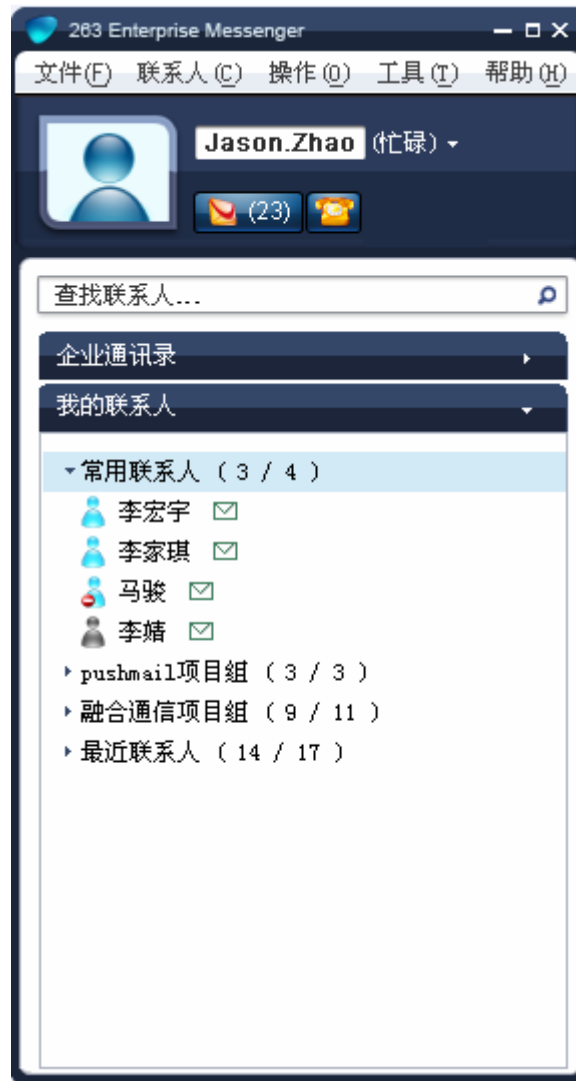 263 Enterprise Messenger
文件(F) 联系人(C) 操作(O) 工具(T) 帮助(H)
Jason.Zhao (忙碌)
(23)
查找联系人...
企业通讯录
我的联系人
常用联系人 ( 3 / 4 )
李宏宇
李家琪
马骏
李婧
pushmail项目组 ( 3 / 3 )
融合通信项目组 ( 9 / 11 )
最近联系人 ( 14 / 17 )